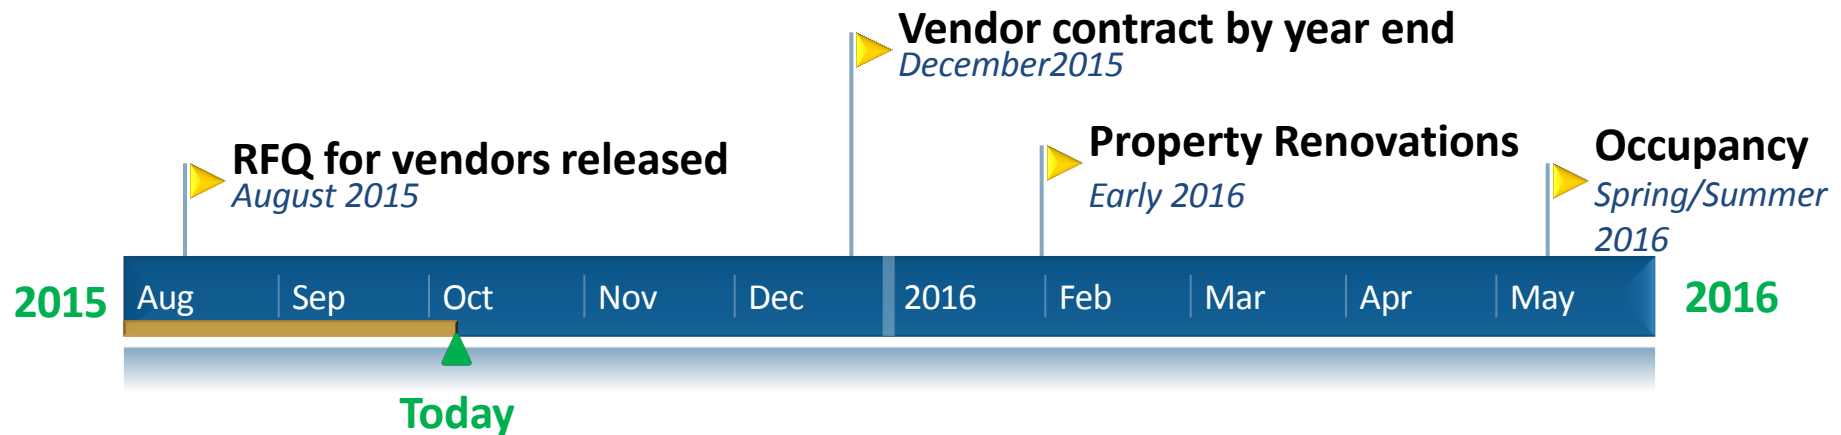 Vendor contract by year end
December2015
RFQ for vendors released
August 2015
Property Renovations
Early 2016
Occupancy
Spring/Summer
2016
2015 Aug Sep Oct Nov Dec 2016 Feb Mar Apr May 2016
Today